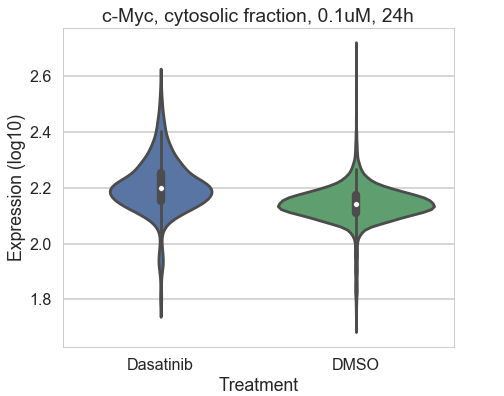 c-Myc, cytosolic fraction, 0.1uM, 24h
Expression (log10)
2.6
2.4
2.2
2.0
1.8
Dasatinib
DMSO
Treatment